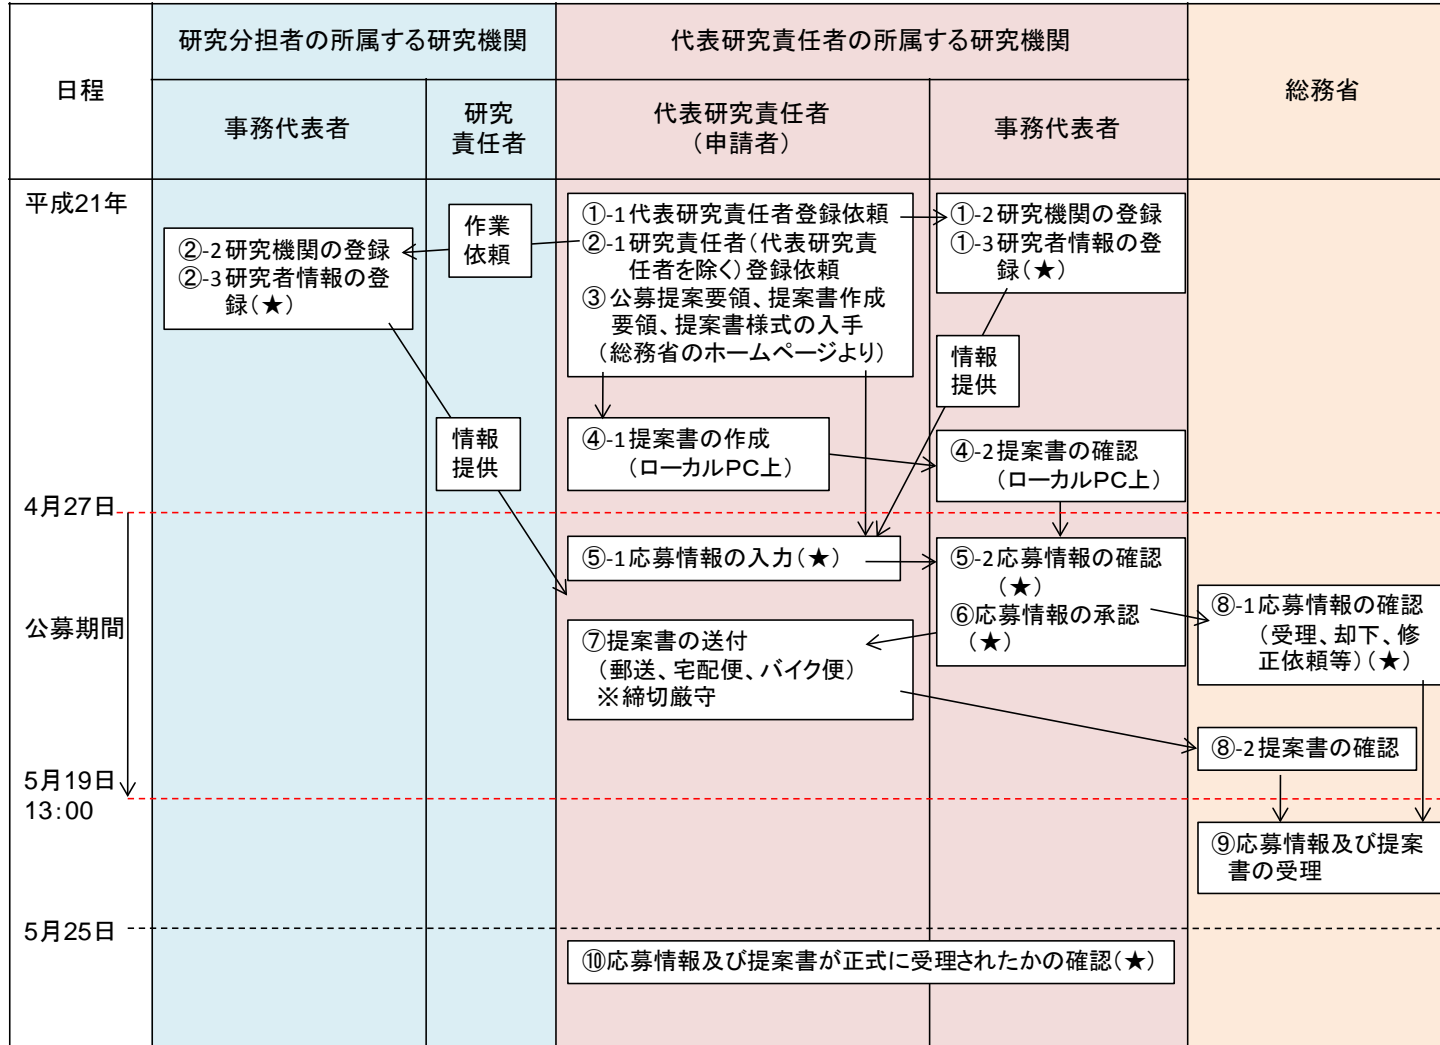 日程
研究分担者の所属する研究機関
代表研究責任者の所属する研究機関
総務省
事務代表者
研究
責任者
代表研究責任者
（申請者）
事務代表者
平成21年
②-2研究機関の登録
②-3研究者情報の登
録（★）
作業
依頼
①-1代表研究責任者登録依頼
②-1研究責任者（代表研究責
任者を除く）登録依頼
③公募提案要領、提案書作成
要領、提案書様式の入手
（総務省のホームページより）
①-2研究機関の登録
①-3研究者情報の登
録（★）
情報
提供
情報
提供
④-1提案書の作成
（ローカルPC上）
④-2提案書の確認
（ローカルPC上）
4月27日
公募期間
⑤-1応募情報の入力（★）
⑤-2応募情報の確認
（★）
⑥応募情報の承認
（★）
⑦提案書の送付
（郵送、宅配便、バイク便）
※締切厳守
⑧-1応募情報の確認
（受理、却下、修
正依頼等）（★）
⑧-2提案書の確認
5月19日
13：00
⑨応募情報及び提案
書の受理
5月25日
⑩応募情報及び提案書が正式に受理されたかの確認（★）